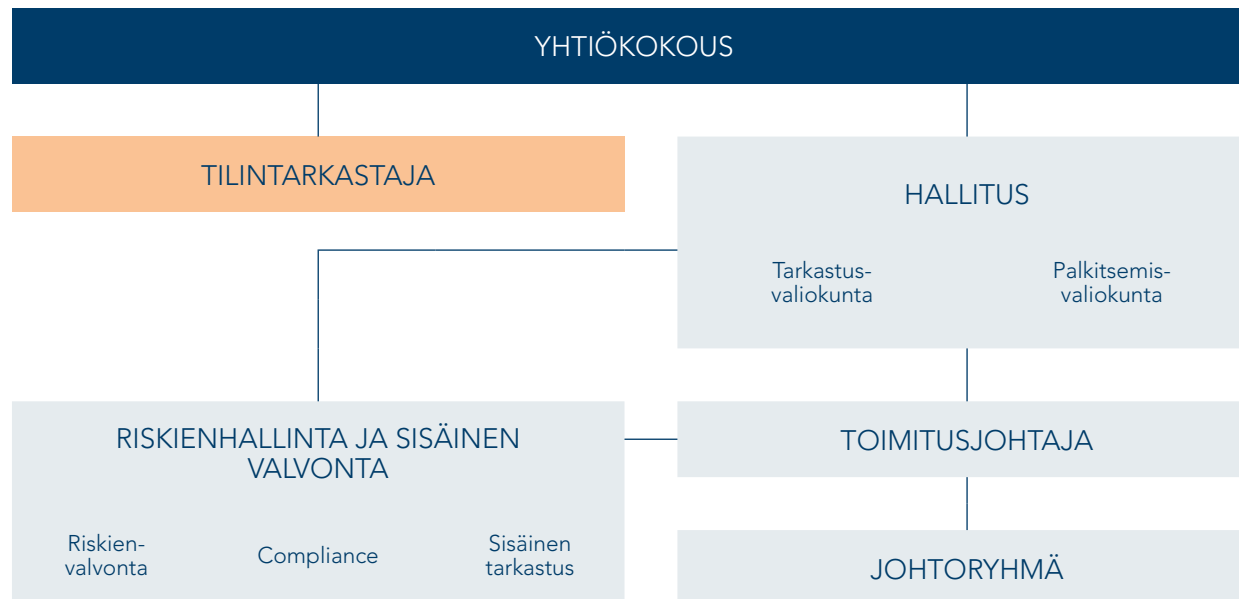 YHTIÖKOKOUS
TILINTARKASTAJA
HALLITUS
Tarkastus-
valiokunta
Palkitsemis-
valiokunta
RISKIENHALLINTA JA SISÄINEN
VALVONTA
Riskien-
valvonta
Compliance
Sisäinen
tarkastus
TOIMITUSJOHTAJA
JOHTORYHMÄ